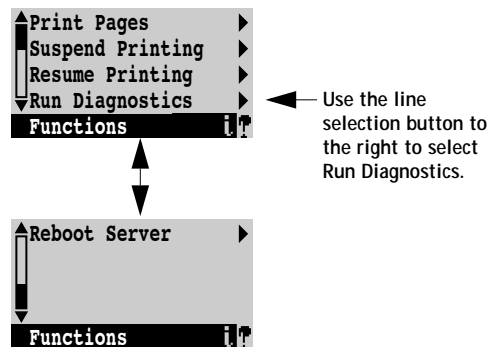 Print Pages
Suspend Printing
Resume Printing
Run Diagnostics
Functions i ?
Use the line
selection button to
the right to select
Run Diagnostics.
Reboot Server
Functions i ?